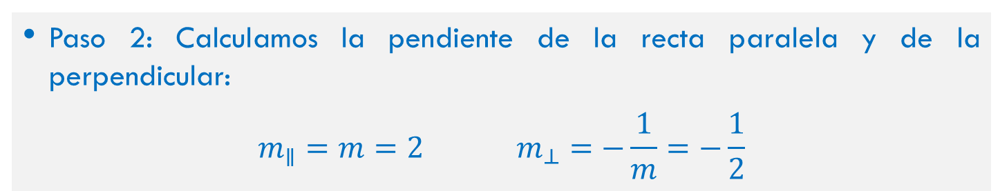 • Paso 2: Calculamos la pendiente de la recta paralela y de la
perpendicular:
m∥ = m = 2 m⊥ = −1/m = −1/2